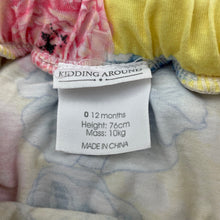 KIDDING AROUND
0 12 months
Height: 76cm
Mass: 10kg
MADE IN CHINA